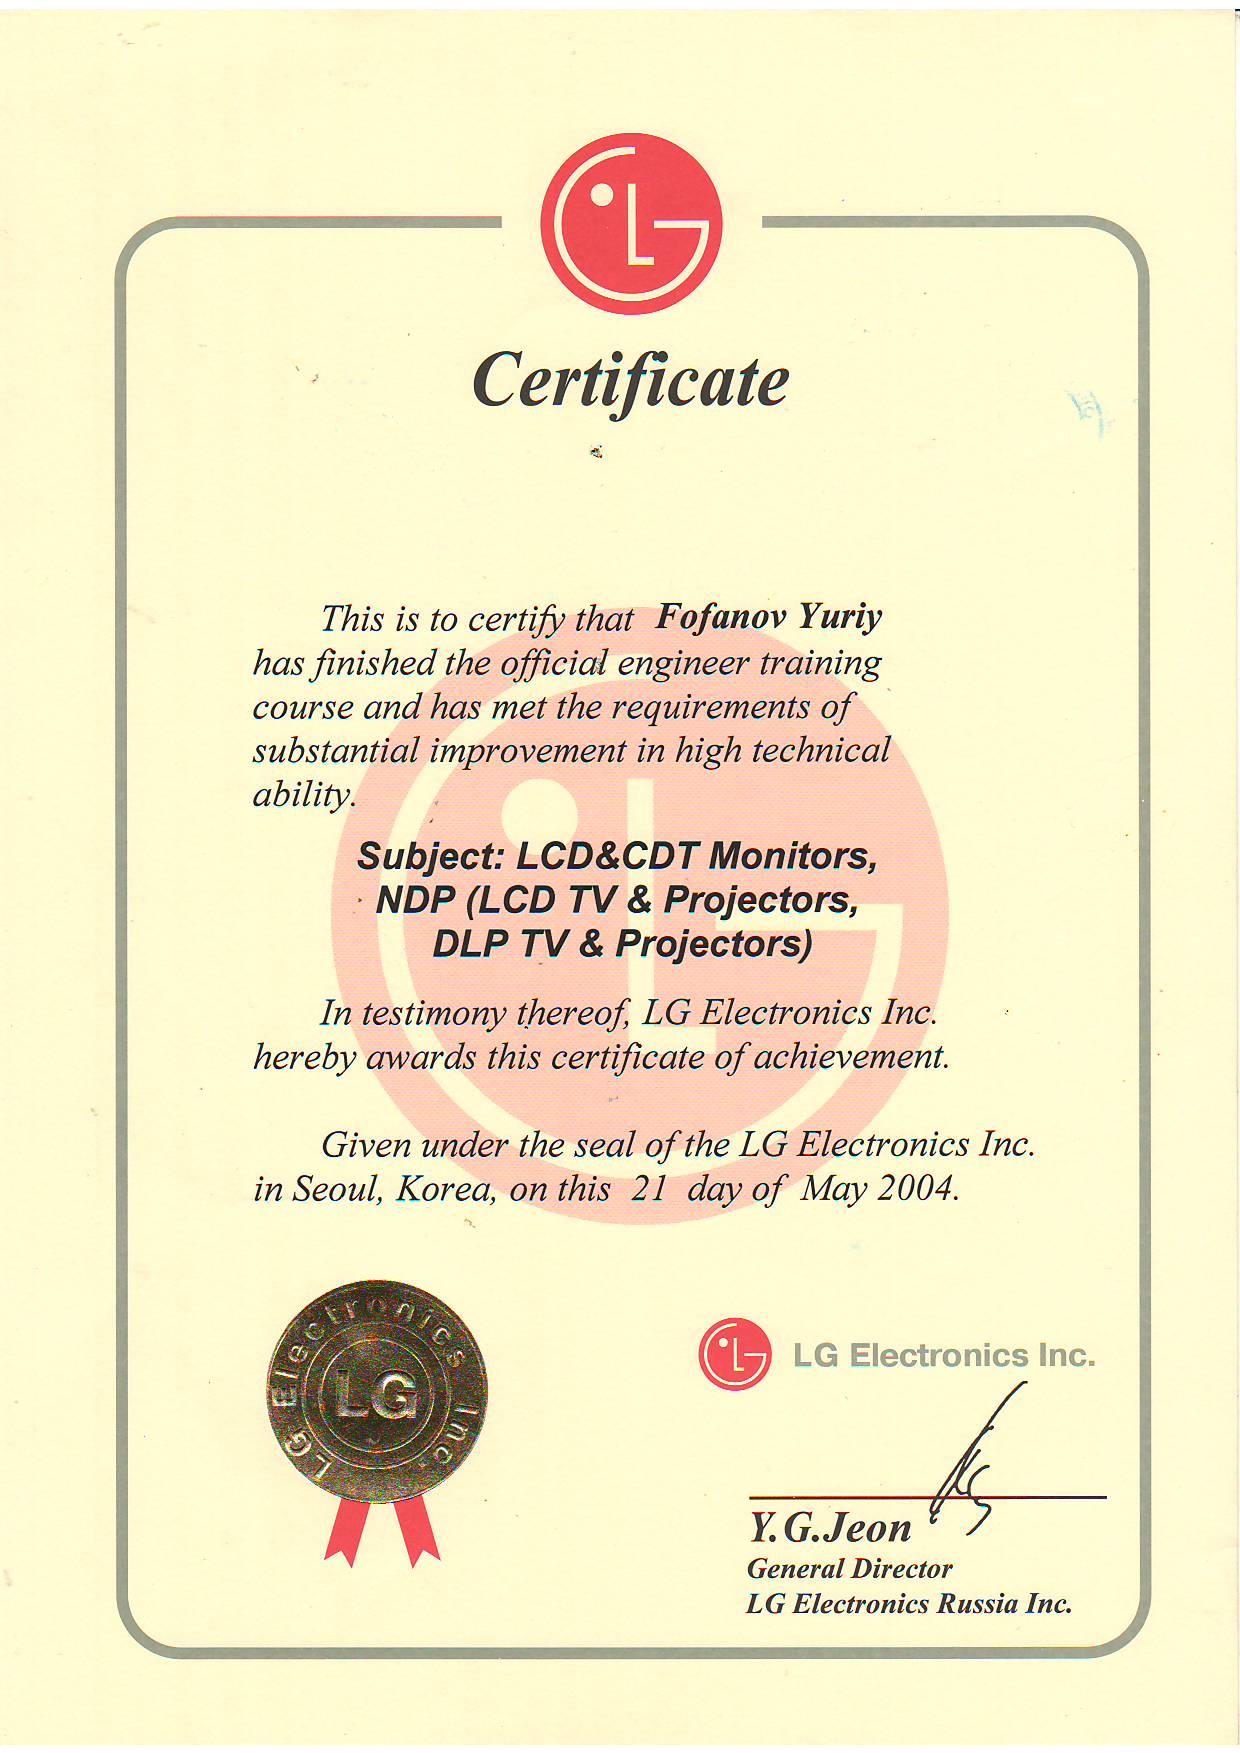 Certificate
This is to certify that Fofanov Yuriy
has finished the official engineer training
course and has met the requirements of
substantial improvement in high technical
ability.
Subject: LCD&CDT Monitors,
NDP (LCD TV & Projectors,
DLP TV & Projectors)
In testimony thereof, LG Electronics Inc.
hereby awards this certificate of achievement.
Given under the seal of the LG Electronics Inc.
in Seoul, Korea, on this 21 day of May 2004.
LG Electronics Inc.
LG
LG Electronics Inc.
Y.G.Jeon
General Director
LG Electronics Russia Inc.